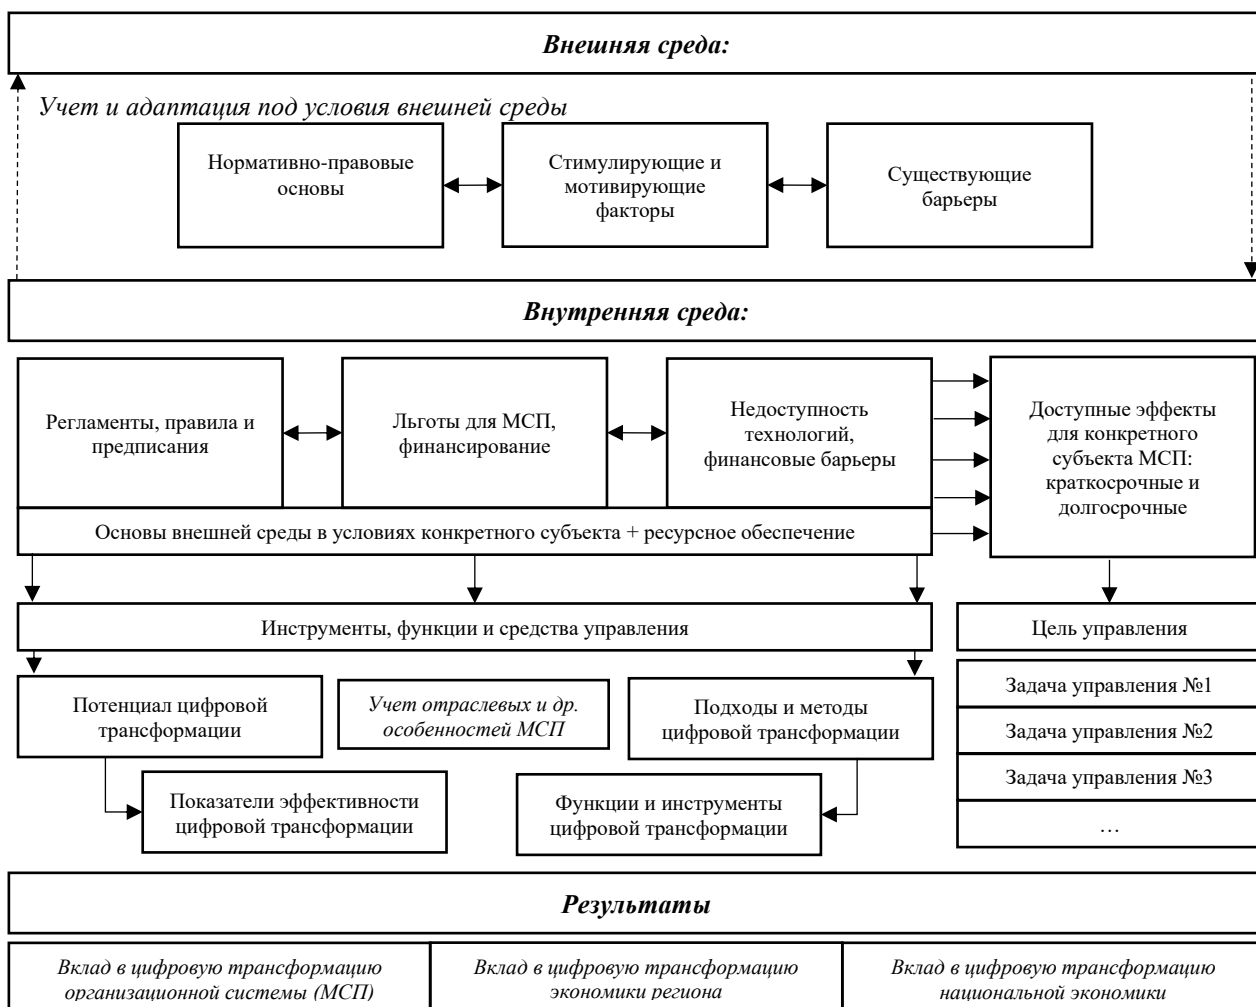 Внешняя среда:
Учет и адаптация под условия внешней среды
Нормативно-правовые
основы
Стимулирующие и
мотивирующие
факторы
Существующие
барьеры
Внутренняя среда:
Регламенты, правила и
предписания
Льготы для МСП,
финансирование
Недоступность
технологий,
финансовые барьеры
Доступные эффекты
для конкретного
субъекта МСП:
краткосрочные и
долгосрочные
Основы внешней среды в условиях конкретного субъекта + ресурсное обеспечение
Инструменты, функции и средства управления
Цель управления
Потенциал цифровой
трансформации
Учет отраслевых и др.
особенностей МСП
Подходы и методы
цифровой трансформации
Задача управления №1
Задача управления №2
Задача управления №3
…
Показатели эффективности
цифровой трансформации
Функции и инструменты
цифровой трансформации
Результаты
Вклад в цифровую трансформацию
организационной системы (МСП)
Вклад в цифровую трансформацию
экономики региона
Вклад в цифровую трансформацию
национальной экономики